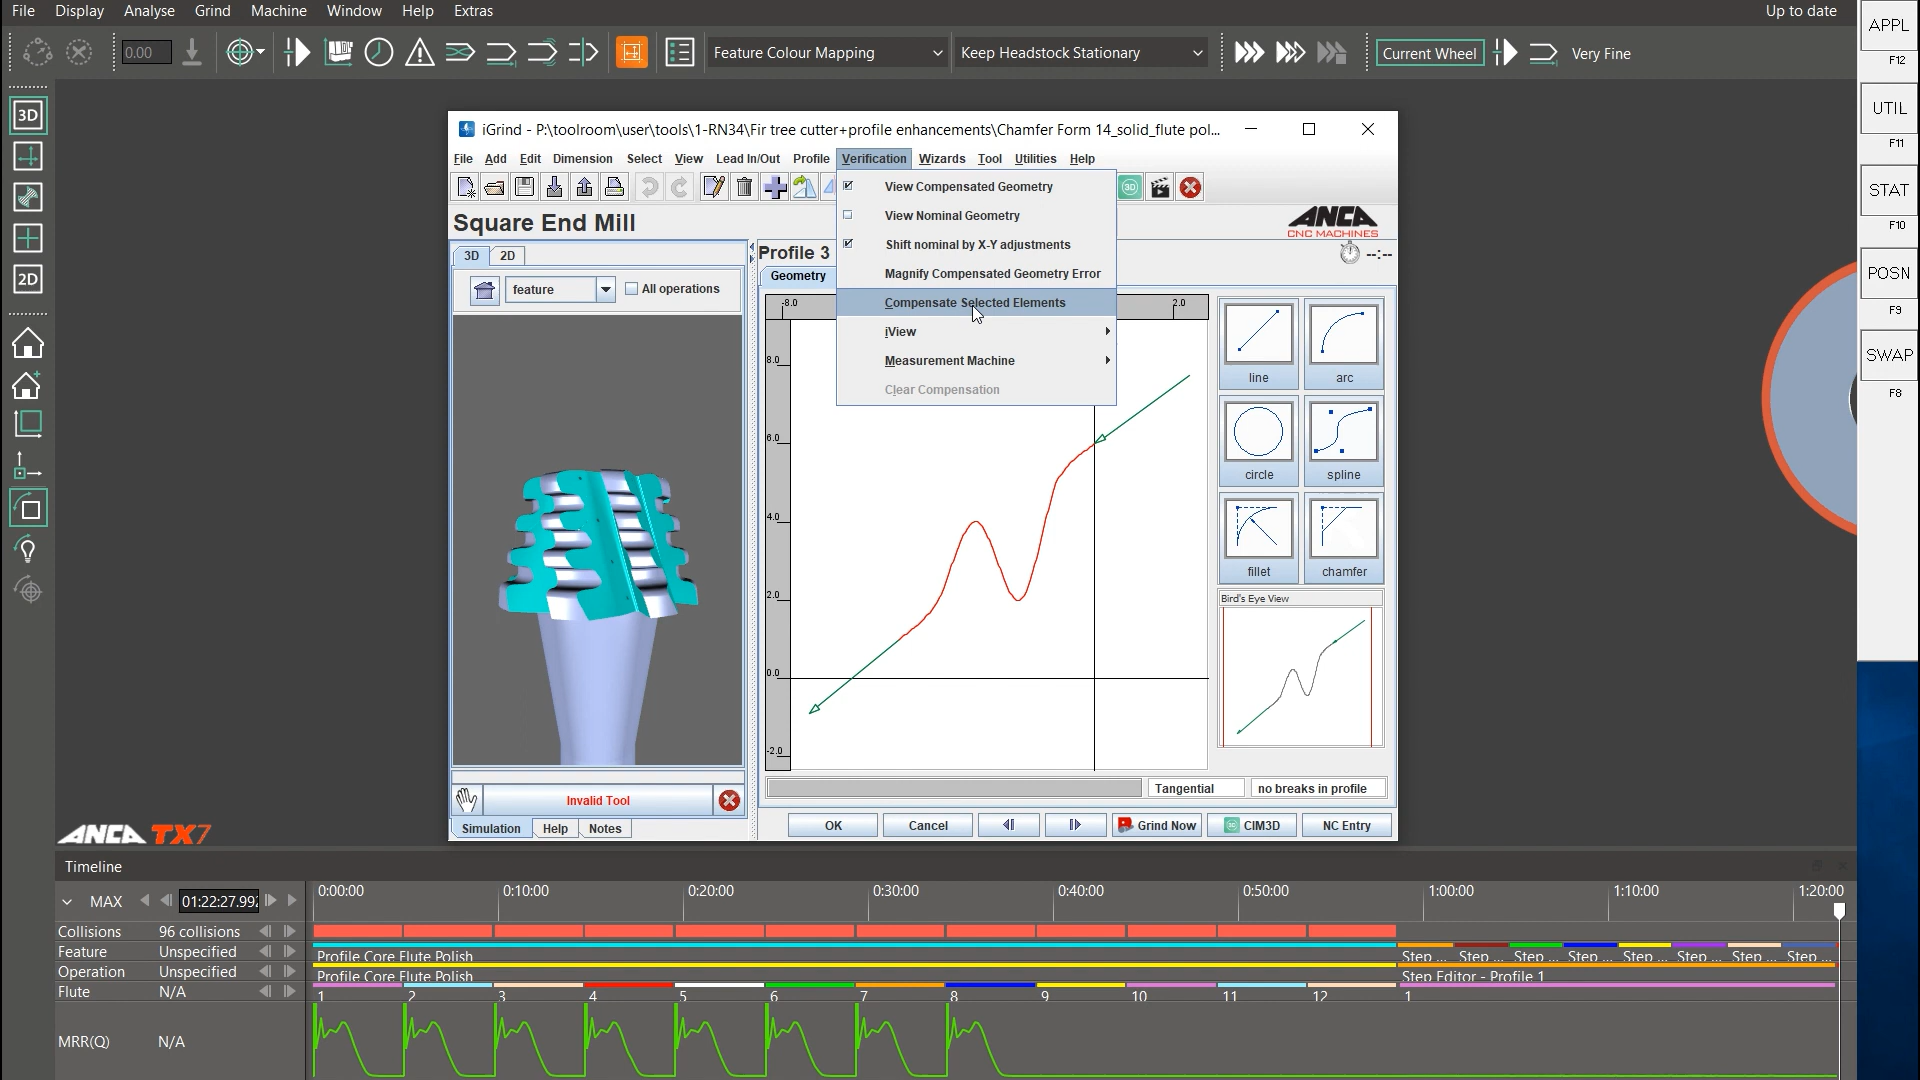 File Display Analyse Grind Machine Window Help Extras
Up to date
0.00
Feature Colour Mapping
Keep Headstock Stationary
Current Wheel
Very Fine
APPL
F12
UTIL
F11
STAT
F10
POSN
F9
SWAP
F8
3D
2D
iGrind - P:\toolroom\user\tools\1-RN34\Fir tree cutter+profile enhancements\Chamfer Form 14_solid_flute pol...
File Add Edit Dimension Select View Lead In/Out Profile Verification Wizards Tool Utilities Help
View Compensated Geometry
View Nominal Geometry
Shift nominal by X-Y adjustments
Magnify Compensated Geometry Error
Compensate Selected Elements
iView
Measurement Machine
Clear Compensation
Square End Mill
ANCA
CNC MACHINES
3D 2D
feature
All operations
Profile 3
--:--
Geometry
-8.0
2.0
8.0
6.0
4.0
2.0
0.0
-2.0
line
arc
circle
spline
fillet
chamfer
Bird's Eye View
Tangential
no breaks in profile
Invalid Tool
Simulation Help Notes
OK
Cancel
Grind Now
CIM3D
NC Entry
ANCA TX7
Timeline
MAX
01:22:27.992
0:00:00 0:10:00 0:20:00 0:30:00 0:40:00 0:50:00 1:00:00 1:10:00 1:20:00
Collisions 96 collisions
Feature Unspecified
Profile Core Flute Polish
Step ... Step ... Step ... Step ... Step ... Step ... Step ... Step ...
Operation Unspecified
Profile Core Flute Polish
Step Editor - Profile 1
Flute N/A
1 2 3 4 5 6 7 8 9 10 11 12 1
MRR(Q) N/A